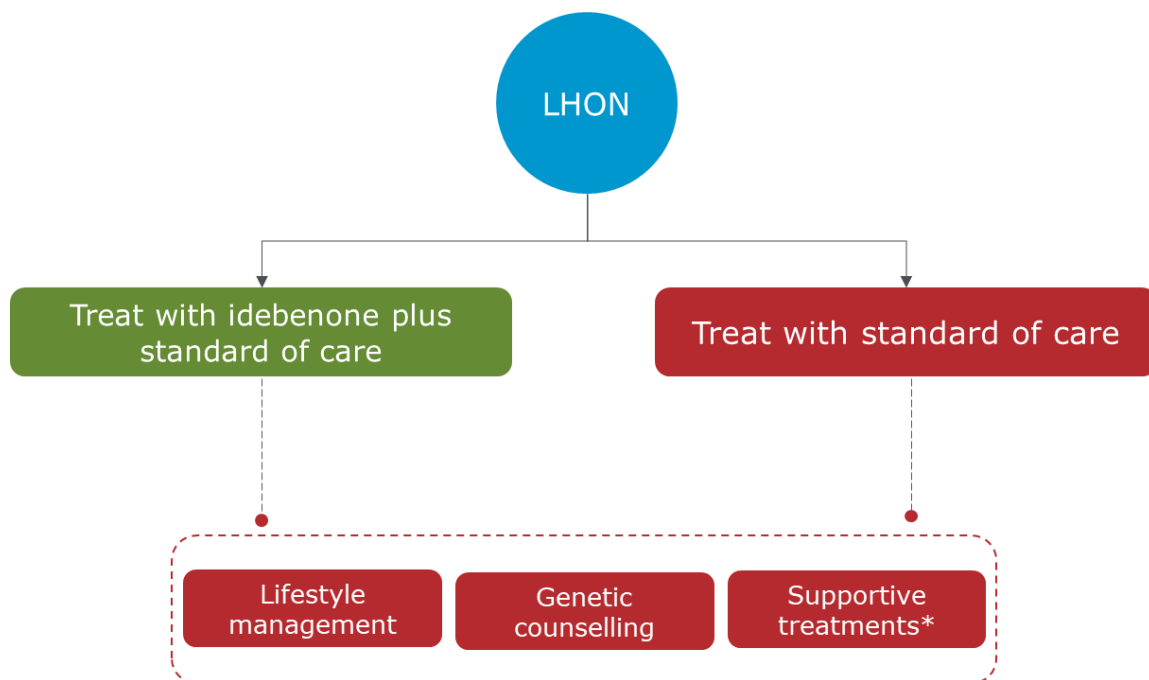 LHON
Treat with idebenone plus
standard of care
Treat with standard of care
Lifestyle
management
Genetic
counselling
Supportive
treatments*